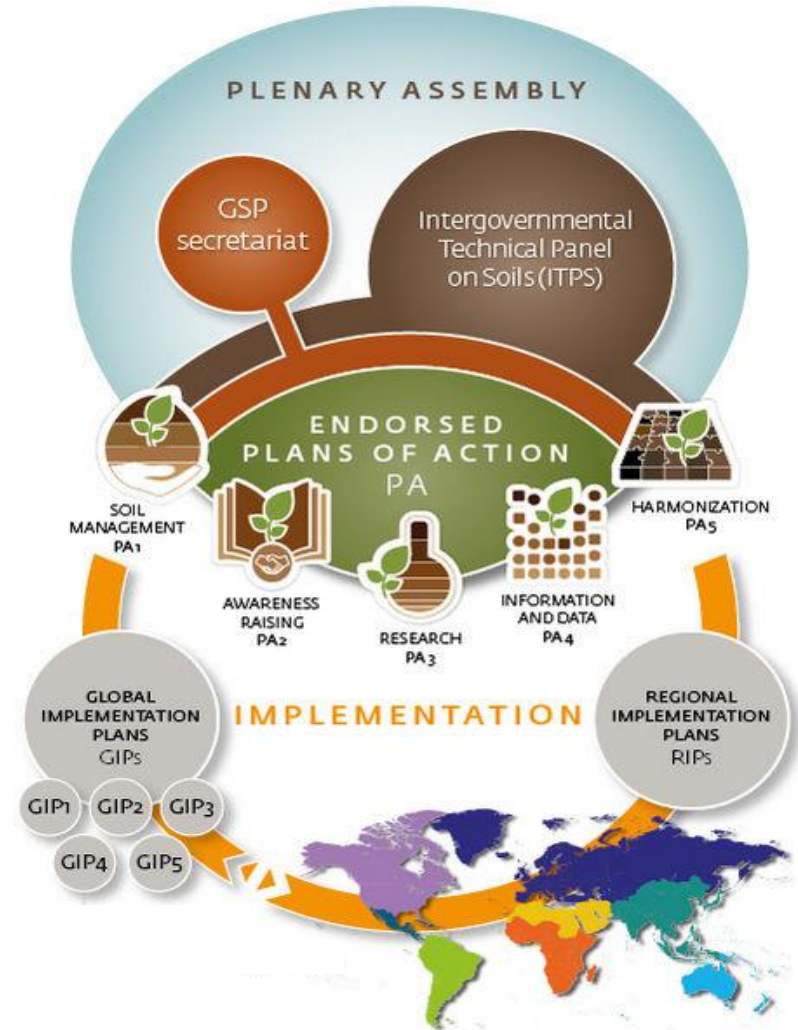 PLENARY ASSEMBLY
GSP
secretariat
Intergovernmental
Technical Panel
on Soils (ITPS)
ENDORSED
PLANS OF ACTION
PA
SOIL
MANAGEMENT
PA1
AWARENESS
RAISING
PA2
RESEARCH
PA3
INFORMATION
AND DATA
PA4
HARMONIZATION
PA5
GLOBAL
IMPLEMENTATION
PLANS
GIPs
IMPLEMENTATION
REGIONAL
IMPLEMENTATION
PLANS
RIPs
GIP1
GIP2
GIP3
GIP4
GIP5